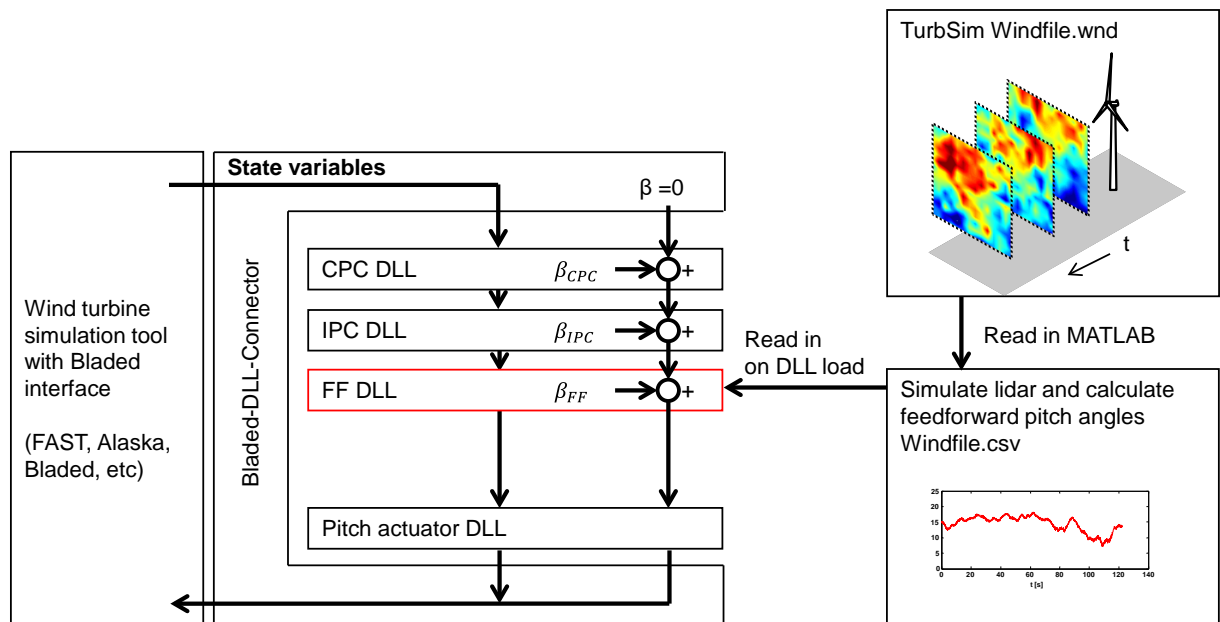 TurbSim Windfile.wnd
t
Read in MATLAB
Simulate lidar and calculate
feedforward pitch angles
Windfile.csv
25
20
15
10
5
0
0 20 40 60 80 100 120 140
t [s]
Read in
on DLL load
State variables
β =0
Bladed-DLL-Connector
CPC DLL β_CPC +
IPC DLL β_IPC +
FF DLL β_FF +
Pitch actuator DLL
Wind turbine
simulation tool
with Bladed
interface
(FAST, Alaska,
Bladed, etc)